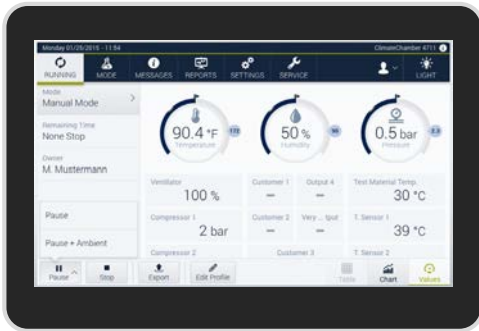 Monday 01/25/2015 - 11:54
ClimateChamber 4711
RUNNING
MODE
MESSAGES
REPORTS
SETTINGS
SERVICE
LIGHT
Mode
Manual Mode
Remaining Time
None Stop
Owner
M. Mustermann
90.4 °F
Temperature
50 %
Humidity
0.5 bar
Pressure
Ventilator
100 %
Customer 1
—
Output 4
—
Test Material Temp.
30 °C
Compressor 1
2 bar
Customer 2
—
Very ... tput
—
T. Sensor 1
39 °C
Compressor 2
Customer 3
T. Sensor 2
Pause
Pause + Ambient
Pause
Stop
Export
Edit Profile
Table
Chart
Values